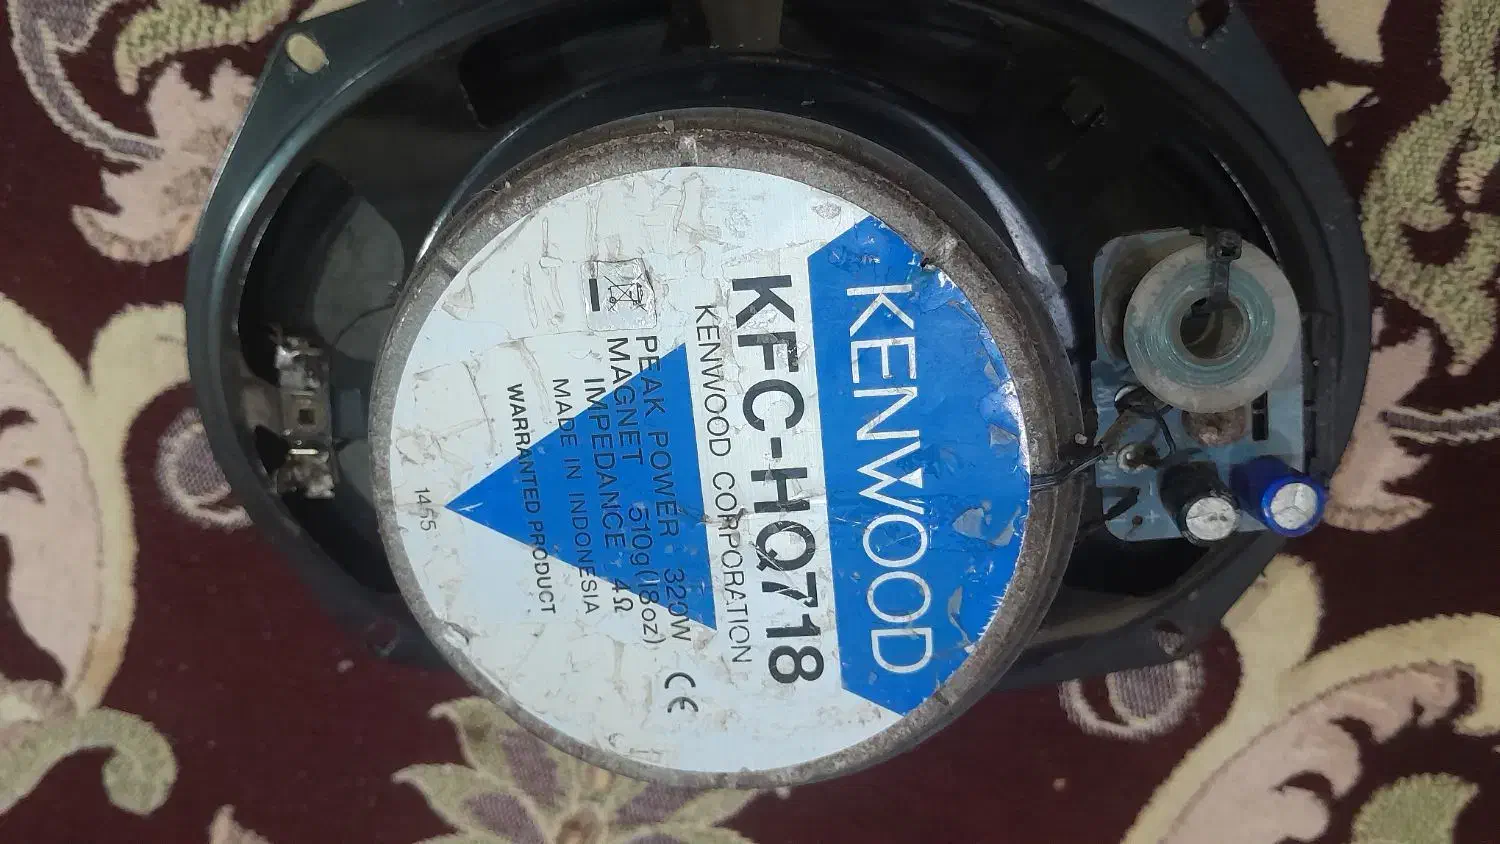 KENWOOD
KFC-HQ718
KENWOOD CORPORATION
PEAK POWER 320W
MAGNET 510g(18oz)
IMPEDANCE 4Ω
MADE IN INDONESIA
WARRANTED PRODUCT
CE
1455